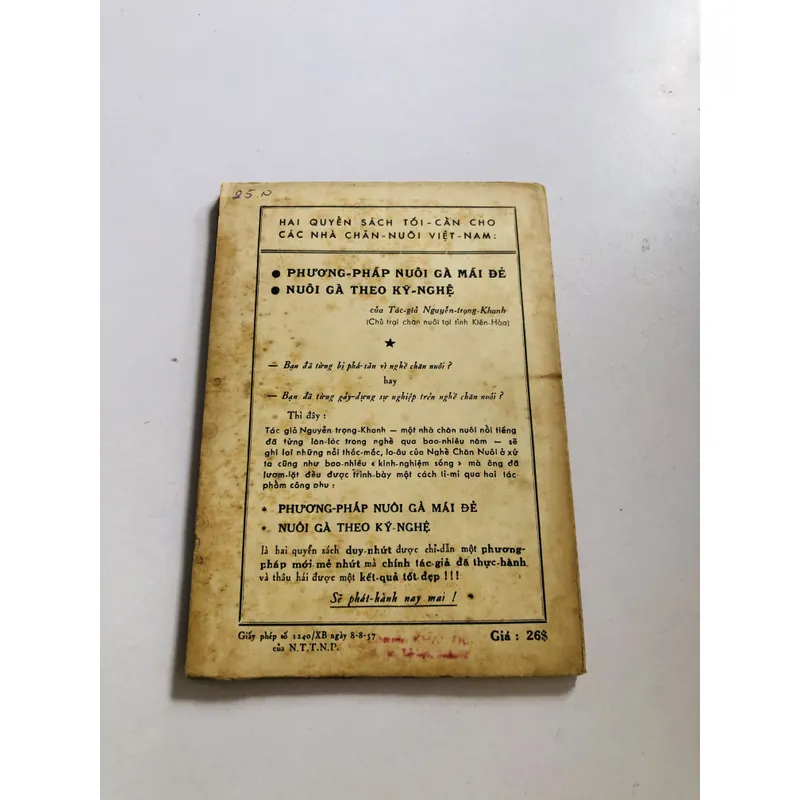 HAI QUYỂN SÁCH TỐI-CẦN CHO
CÁC NHÀ CHĂN-NUÔI VIỆT-NAM:
● PHƯƠNG-PHÁP NUÔI GÀ MÁI ĐẺ
● NUÔI GÀ THEO KỸ-NGHỆ
của Tác-giả Nguyễn-trọng-Khanh
(Chủ trại chăn nuôi tại tỉnh Kiến-Hòa)
★
— Bạn đã từng bị phá-sản vì nghề chăn nuôi ?
hay
— Bạn đã từng gầy-dựng sự nghiệp trên nghề chăn nuôi ?
Thì đây :
Tác giả Nguyễn-trọng-Khanh — một nhà chăn nuôi nổi tiếng
đã từng lăn-lóc trong nghề qua bao-nhiêu năm — sẽ
ghi lại những nỗi thắc-mắc, lo-âu của Nghề Chăn Nuôi ở xứ
ta cũng như bao-nhiêu « kinh-nghiệm sống » mà ông đã
lượm-lặt đều được trình-bày một cách tỉ-mỉ qua hai tác-
phẩm công phu :
* PHƯƠNG-PHÁP NUÔI GÀ MÁI ĐẺ
* NUÔI GÀ THEO KỸ-NGHỆ
là hai quyển sách duy-nhứt được chỉ-dẫn một phương-
pháp mới mẻ nhứt mà chính tác-giả đã thực-hành
và thâu hái được một kết-quả tốt-đẹp !!!
Sẽ phát-hành nay mai !
Giấy phép số 1240/XB ngày 8-8-57
của N.T.T.N.P.
Giá : 26$